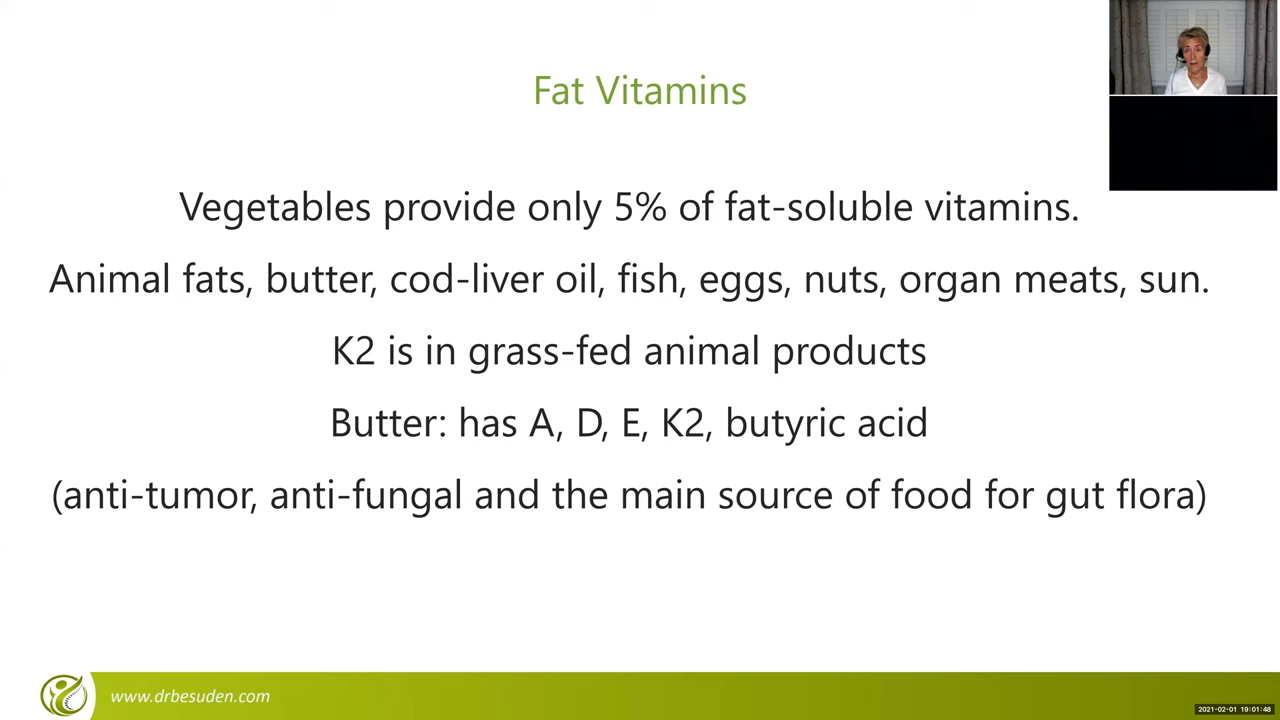 Fat Vitamins
Vegetables provide only 5% of fat-soluble vitamins.
Animal fats, butter, cod-liver oil, fish, eggs, nuts, organ meats, sun.
K2 is in grass-fed animal products
Butter: has A, D, E, K2, butyric acid
(anti-tumor, anti-fungal and the main source of food for gut flora)
www.drbesuden.com
2021-02-01 19:01:48